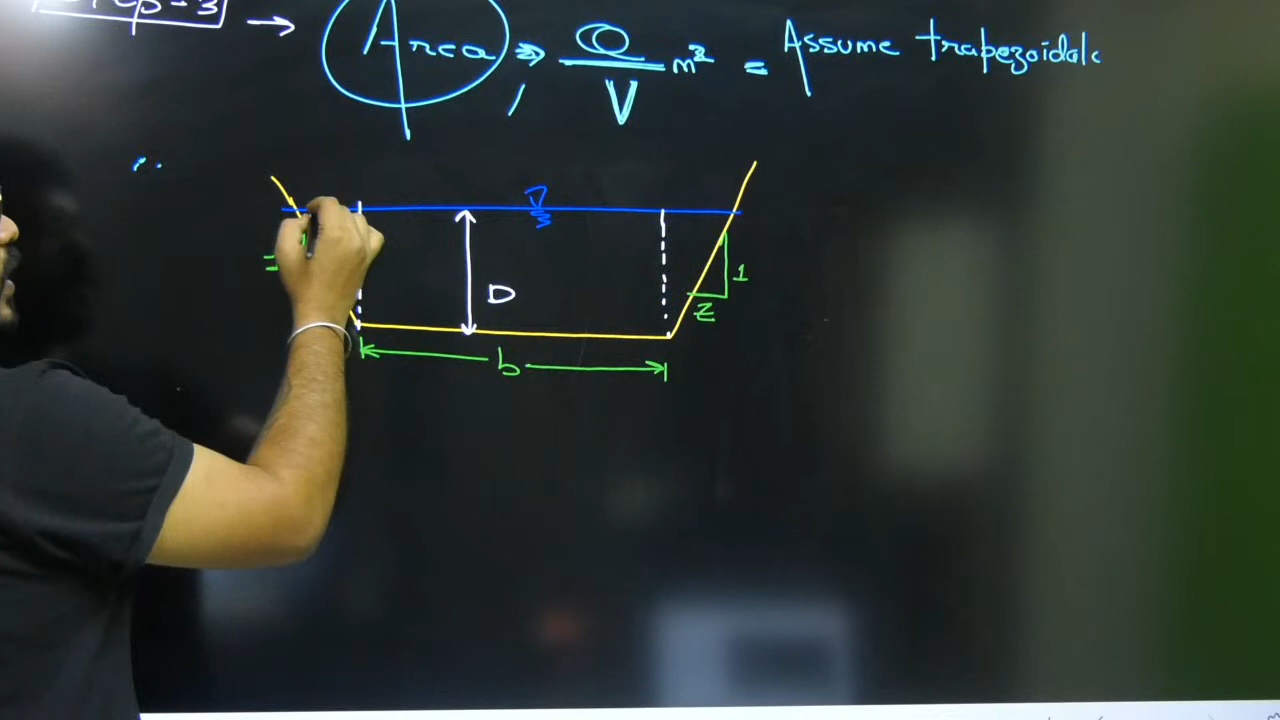 Step-3 → Area, ⇒ Q/V m² = Assume trapezoidal
D
1
z
b